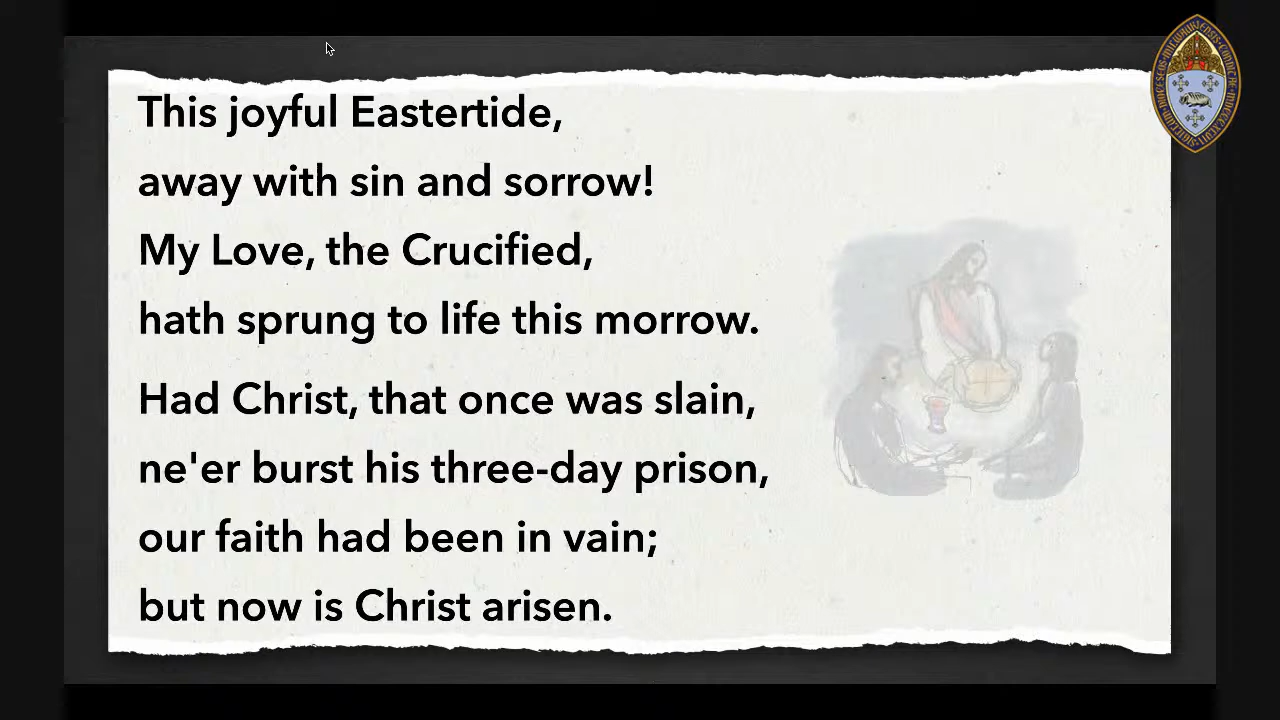 This joyful Eastertide,
away with sin and sorrow!
My Love, the Crucified,
hath sprung to life this morrow.
Had Christ, that once was slain,
ne'er burst his three-day prison,
our faith had been in vain;
but now is Christ arisen.